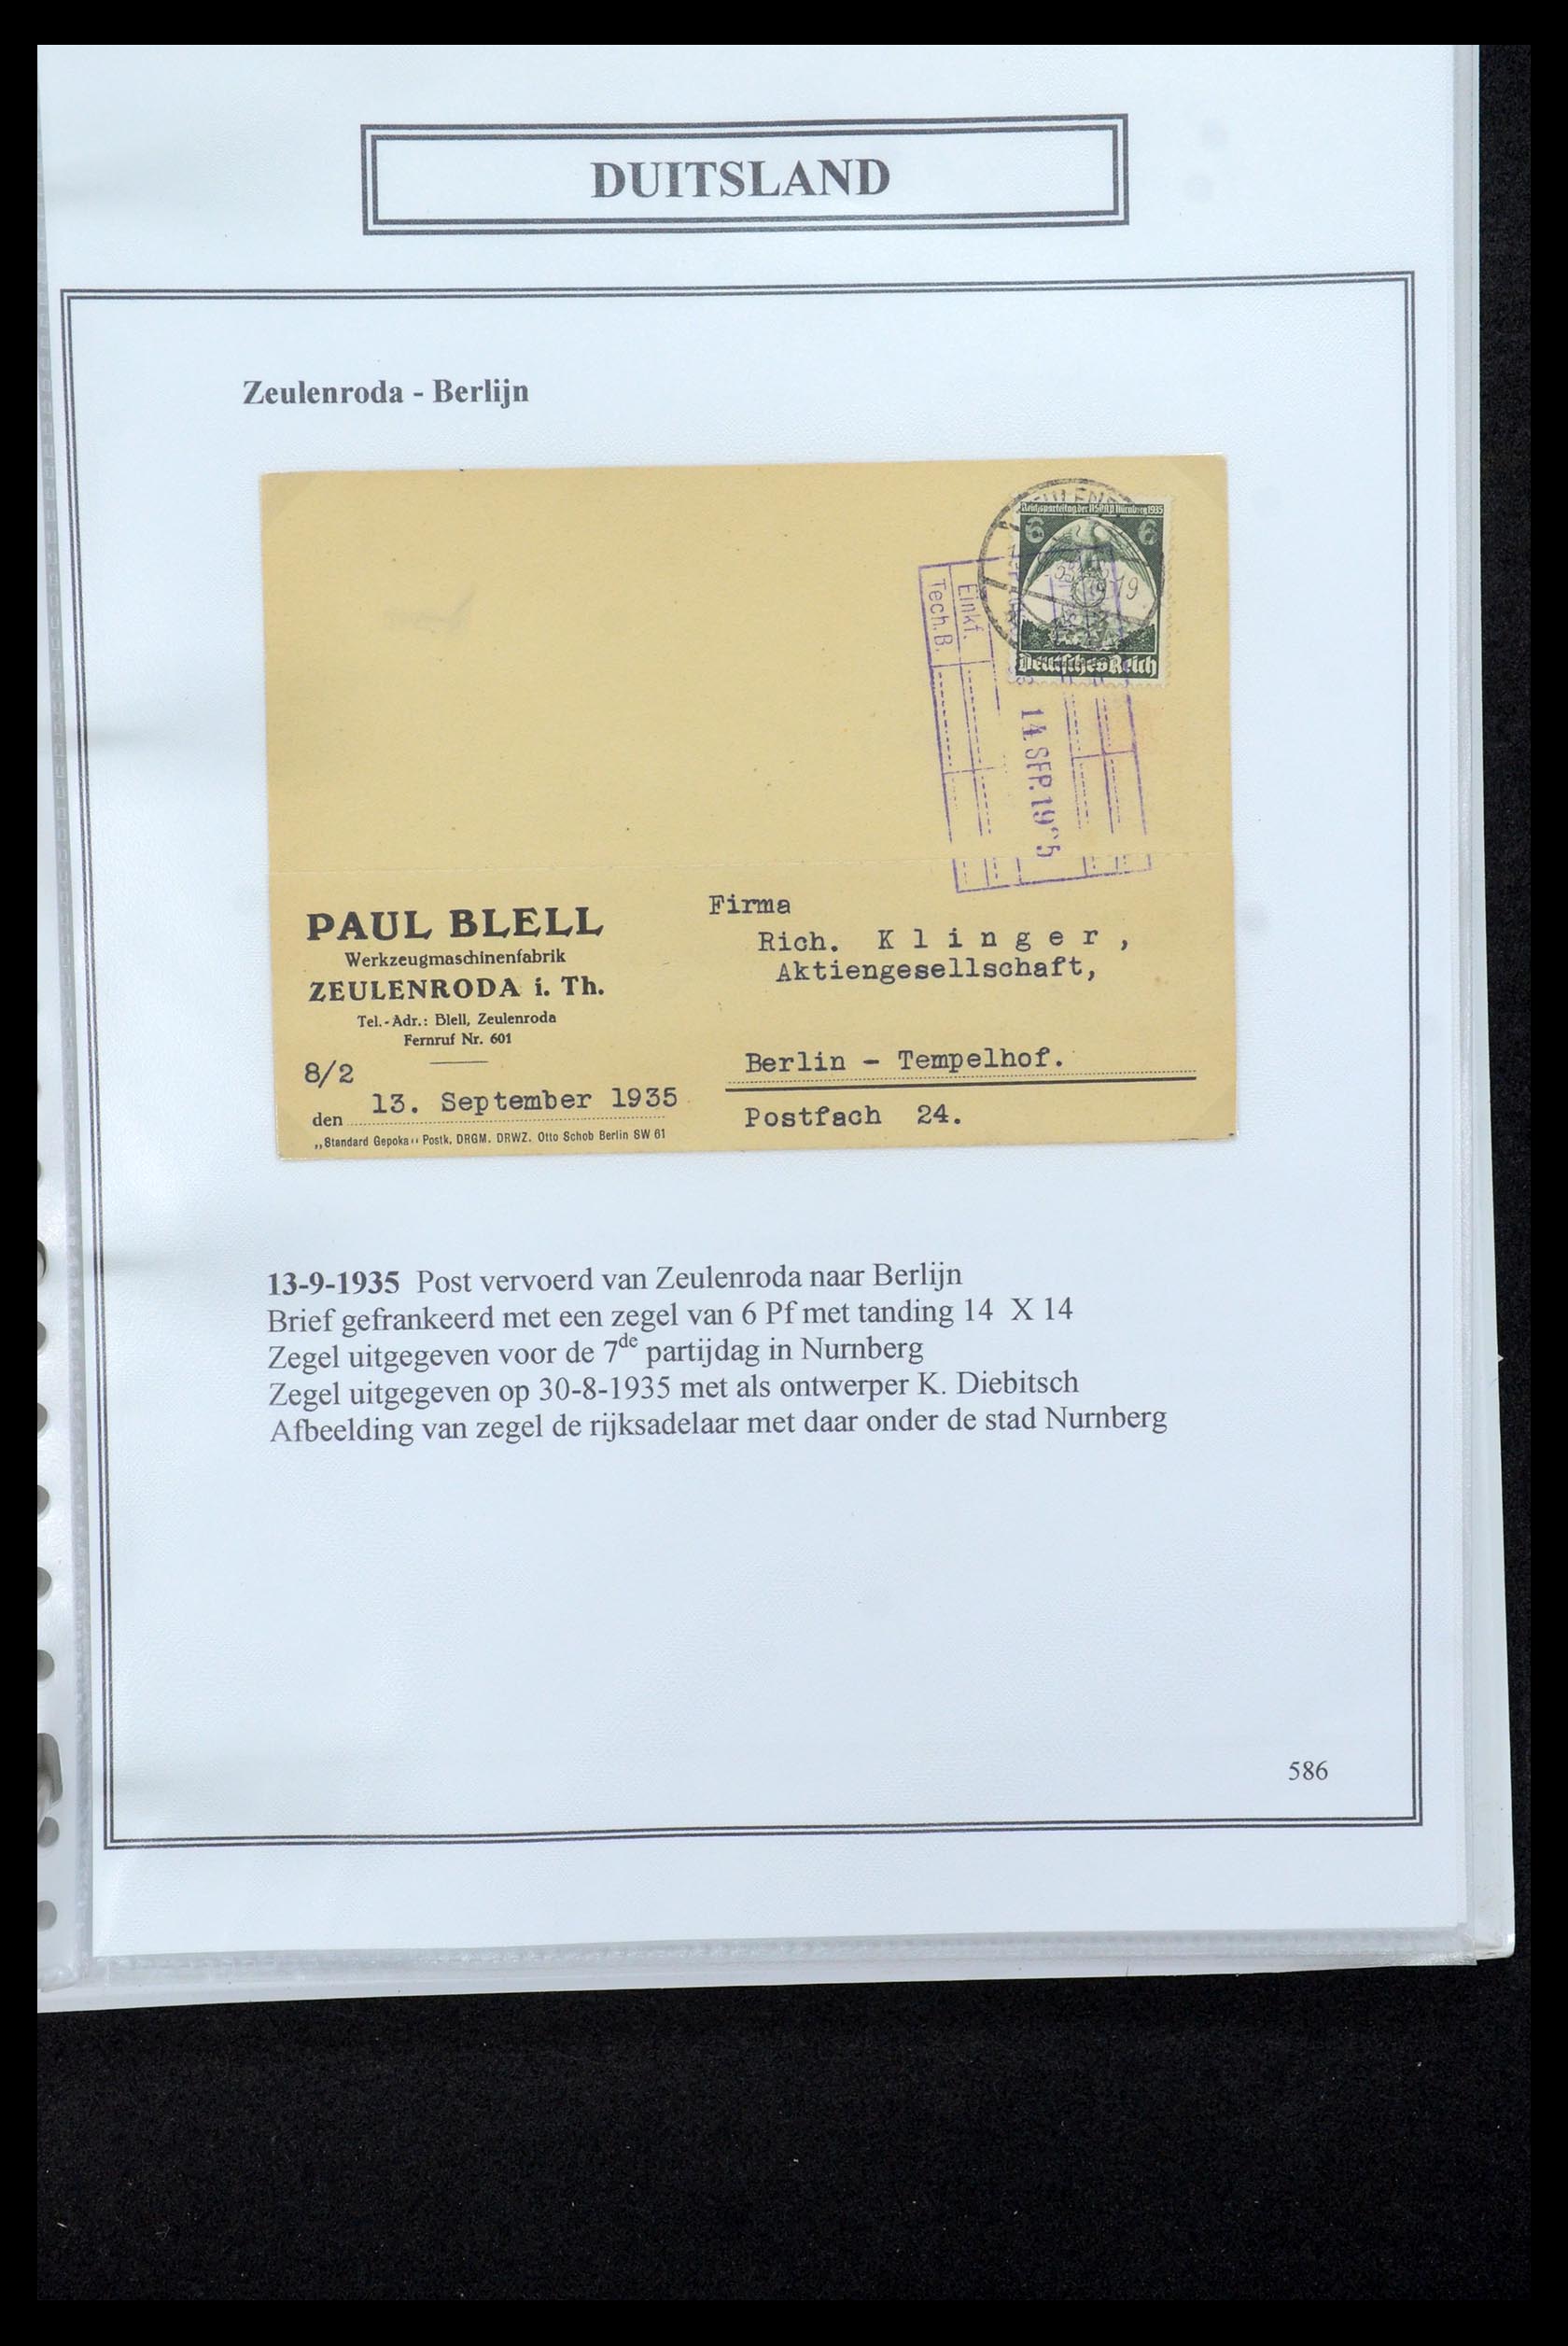 DUITSLAND
Zeulenroda - Berlijn
Reichsparteitag der NSDAP Nürnberg 1935
6 6
Deutsches Reich
Einkf.
Tech. B.
14. SEP. 19
PAUL BLELL
Werkzeugmaschinenfabrik
ZEULENRODA i. Th.
Tel.-Adr.: Blell, Zeulenroda
Fernruf Nr. 601
8/2
den 13. September 1935
„Standard Gepoka" Postk. DRGM. DRWZ. Otto Schob Berlin SW 61
Firma
Rich. K l i n g e r ,
Aktiengesellschaft,
Berlin - Tempelhof.
Postfach 24.
13-9-1935 Post vervoerd van Zeulenroda naar Berlijn
Brief gefrankeerd met een zegel van 6 Pf met tanding 14 X 14
Zegel uitgegeven voor de 7de partijdag in Nurnberg
Zegel uitgegeven op 30-8-1935 met als ontwerper K. Diebitsch
Afbeelding van zegel de rijksadelaar met daar onder de stad Nurnberg
586